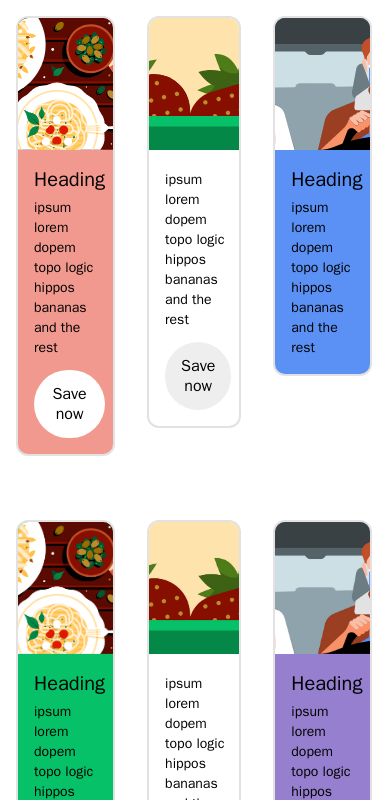 Heading
ipsum
lorem
dopem
topo logic
hippos
bananas
and the
rest
Save
now
ipsum
lorem
dopem
topo logic
hippos
bananas
and the
rest
Save
now
Heading
ipsum
lorem
dopem
topo logic
hippos
bananas
and the
rest
Heading
ipsum
lorem
dopem
topo logic
hippos
ipsum
lorem
dopem
topo logic
hippos
bananas
Heading
ipsum
lorem
dopem
topo logic
hippos